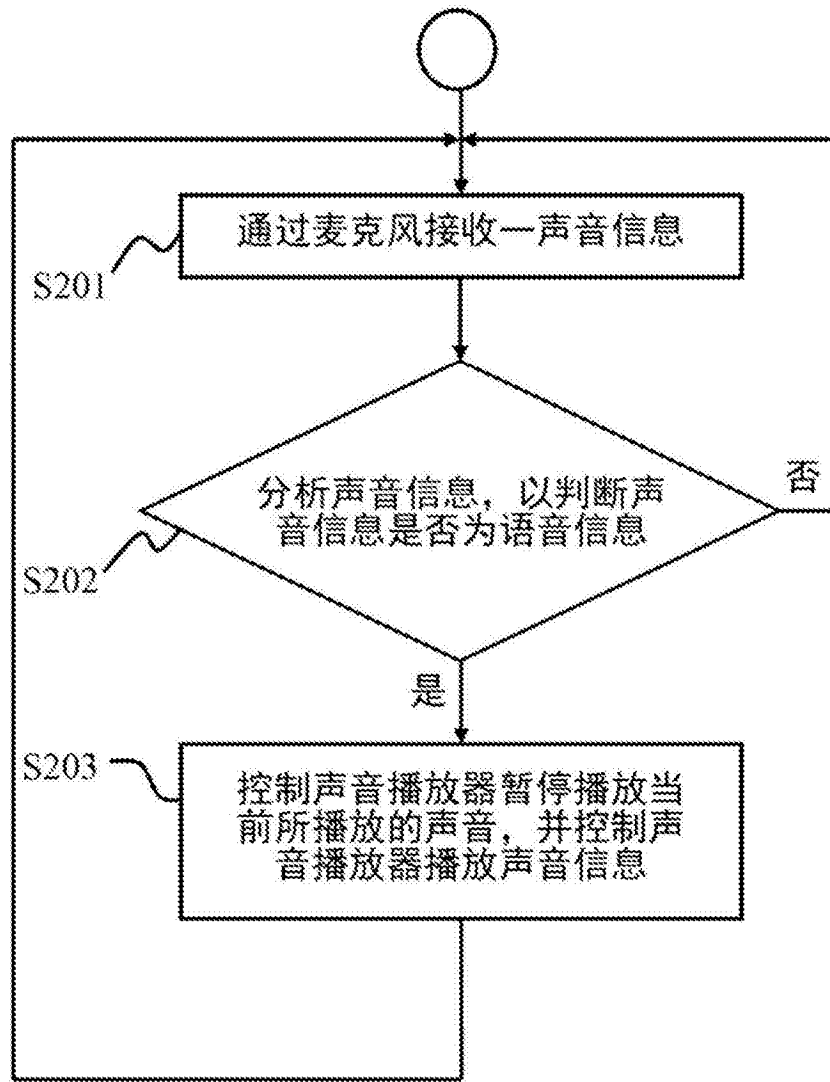 通过麦克风接收一声音信息
S201
分析声音信息，以判断声
音信息是否为语音信息
否
S202
是
S203
控制声音播放器暂停播放当
前所播放的声音，并控制声
音播放器播放声音信息